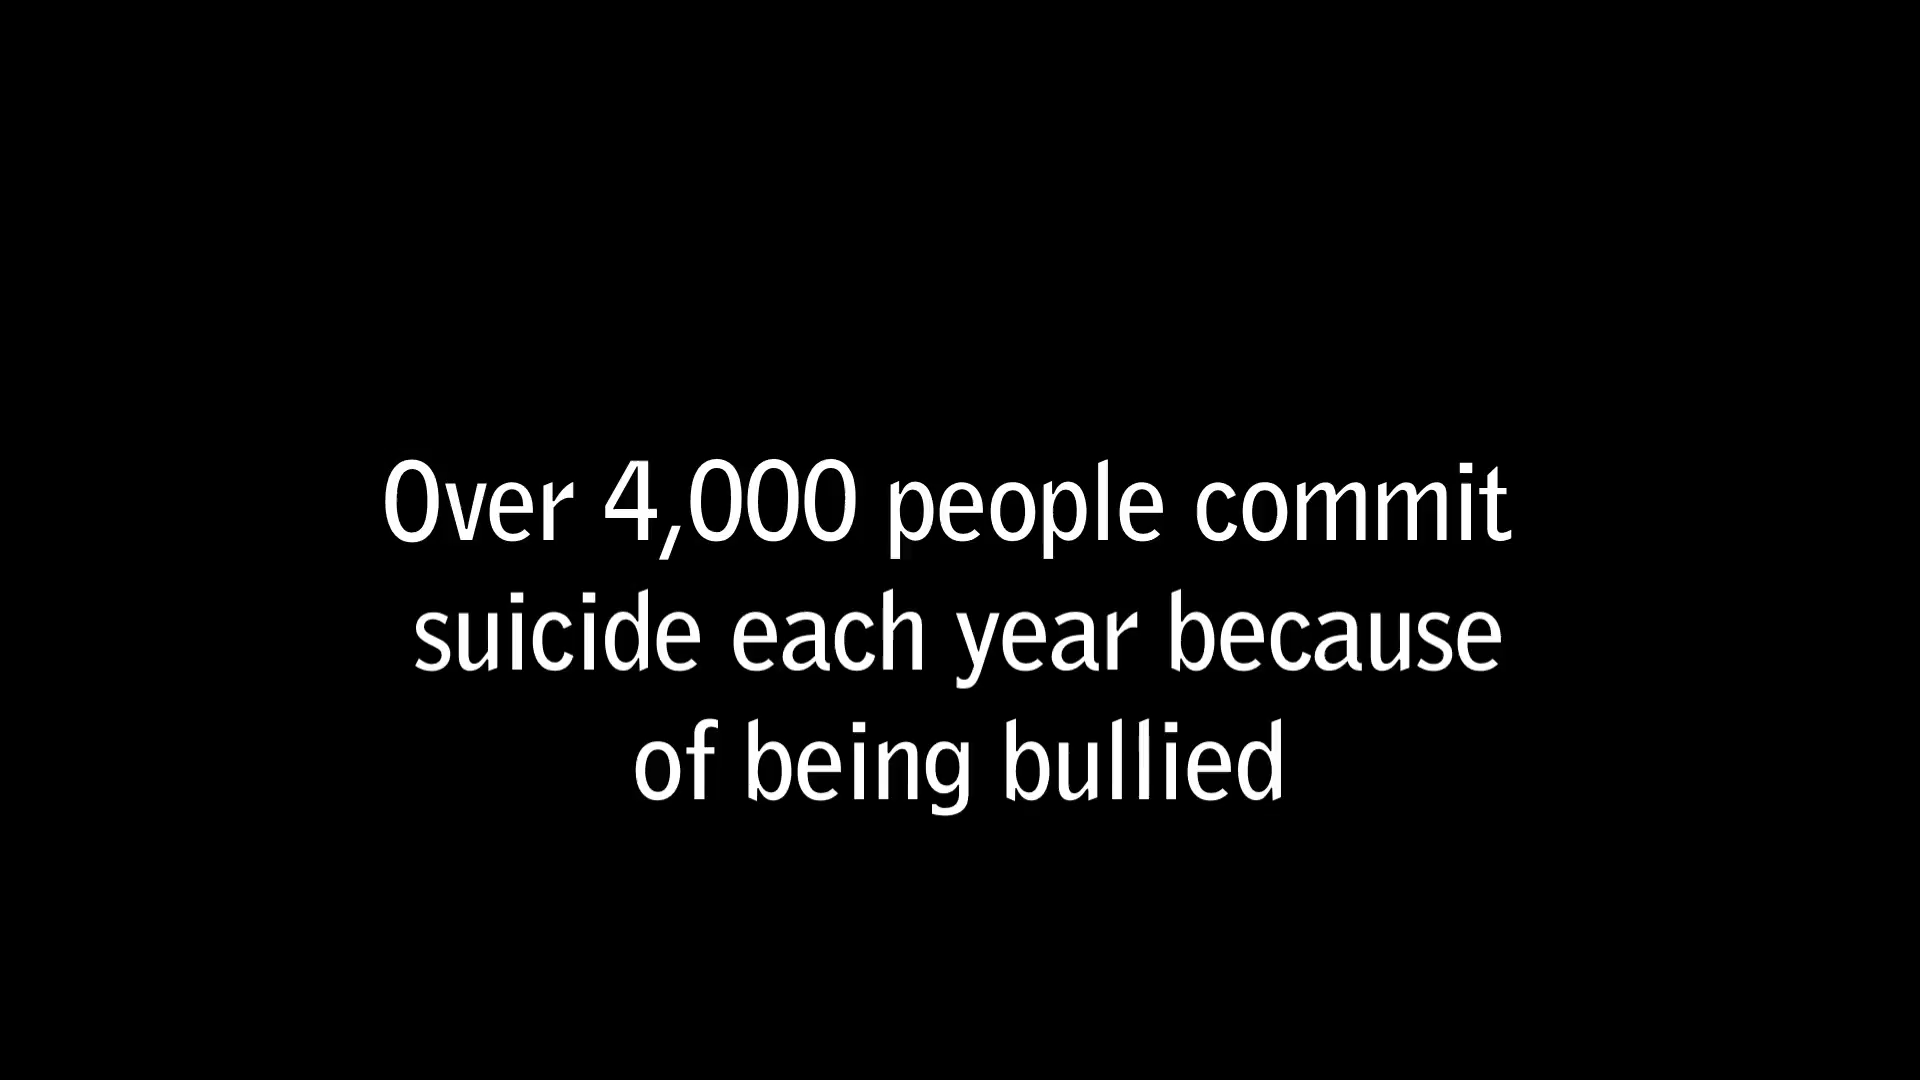 Over 4,000 people commit
suicide each year because
of being bullied